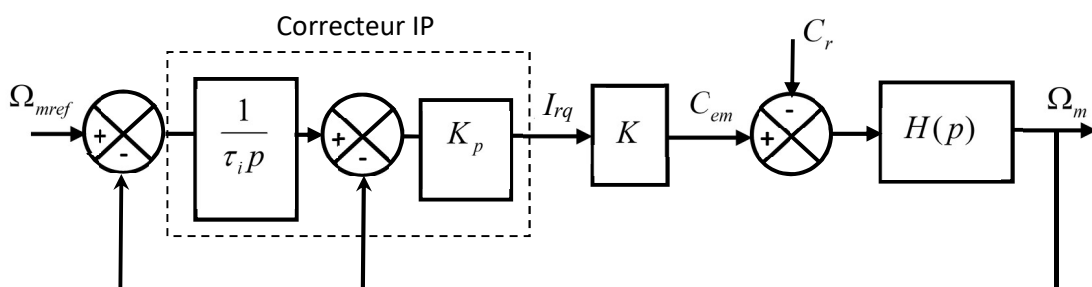 Correcteur IP
Ω_mref
+
-
1
τ_i p
+
-
K_p
I_rq
K
C_em
C_r
-
+
H(p)
Ω_m